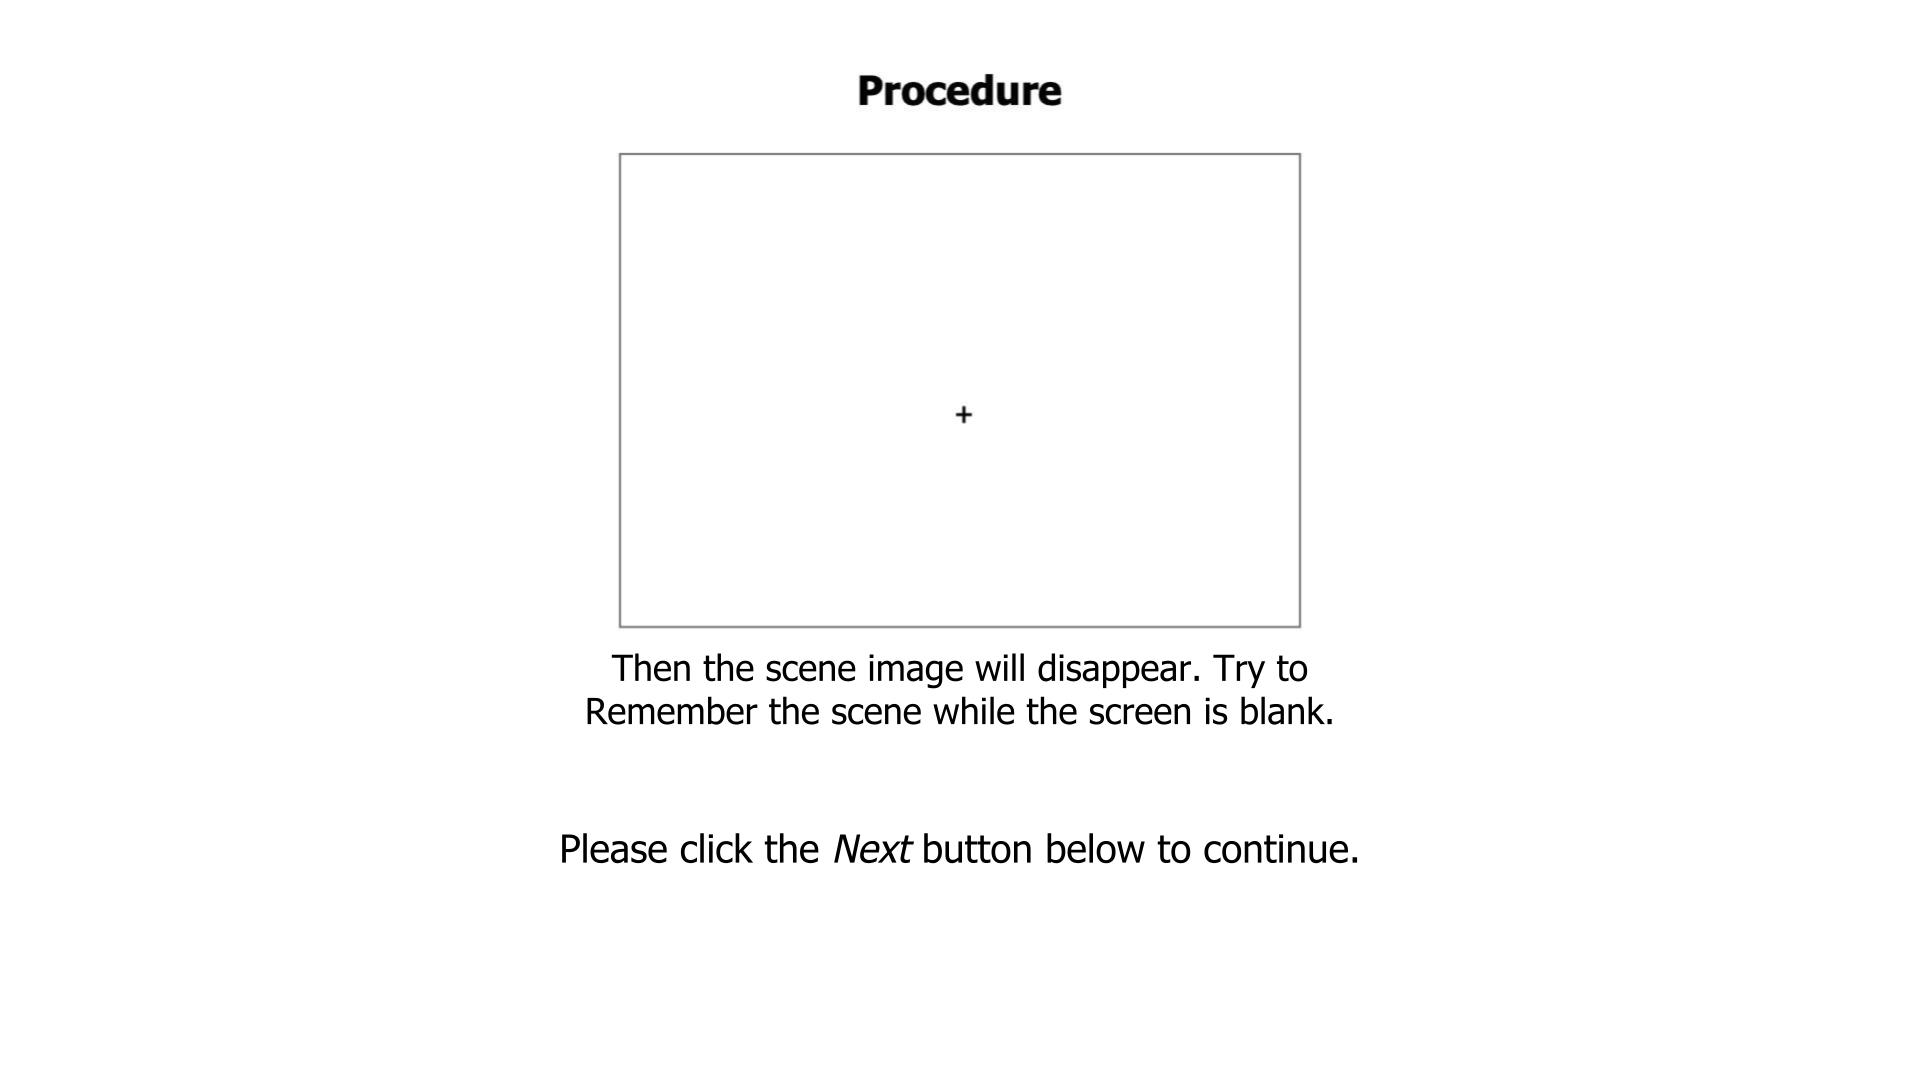 Procedure
+
Then the scene image will disappear. Try to
Remember the scene while the screen is blank.
Please click the Next button below to continue.